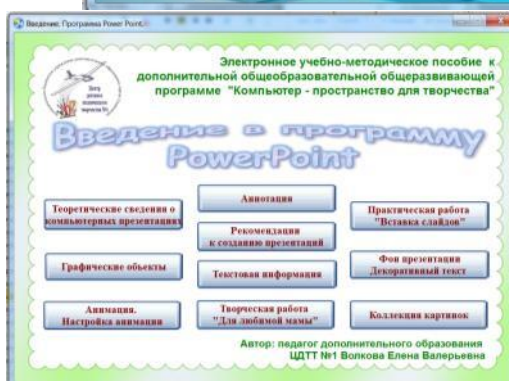 Введение. Программа Power Point.
Электронное учебно-методическое пособие к
дополнительной общеобразовательной общеразвивающей
программе "Компьютер - пространство для творчества"
Введение в программу
PowerPoint
Теоретические сведения о
компьютерных презентациях
Графические объекты
Анимация.
Настройка анимации
Аннотация
Рекомендации
к созданию презентаций
Текстовая информация
Творческая работа
"Для любимой мамы"
Практическая работа
"Вставка слайдов"
Фон презентации
Декоративный текст
Коллекция картинок
Автор: педагог дополнительного образования
ЦДТТ №1 Волкова Елена Валерьевна